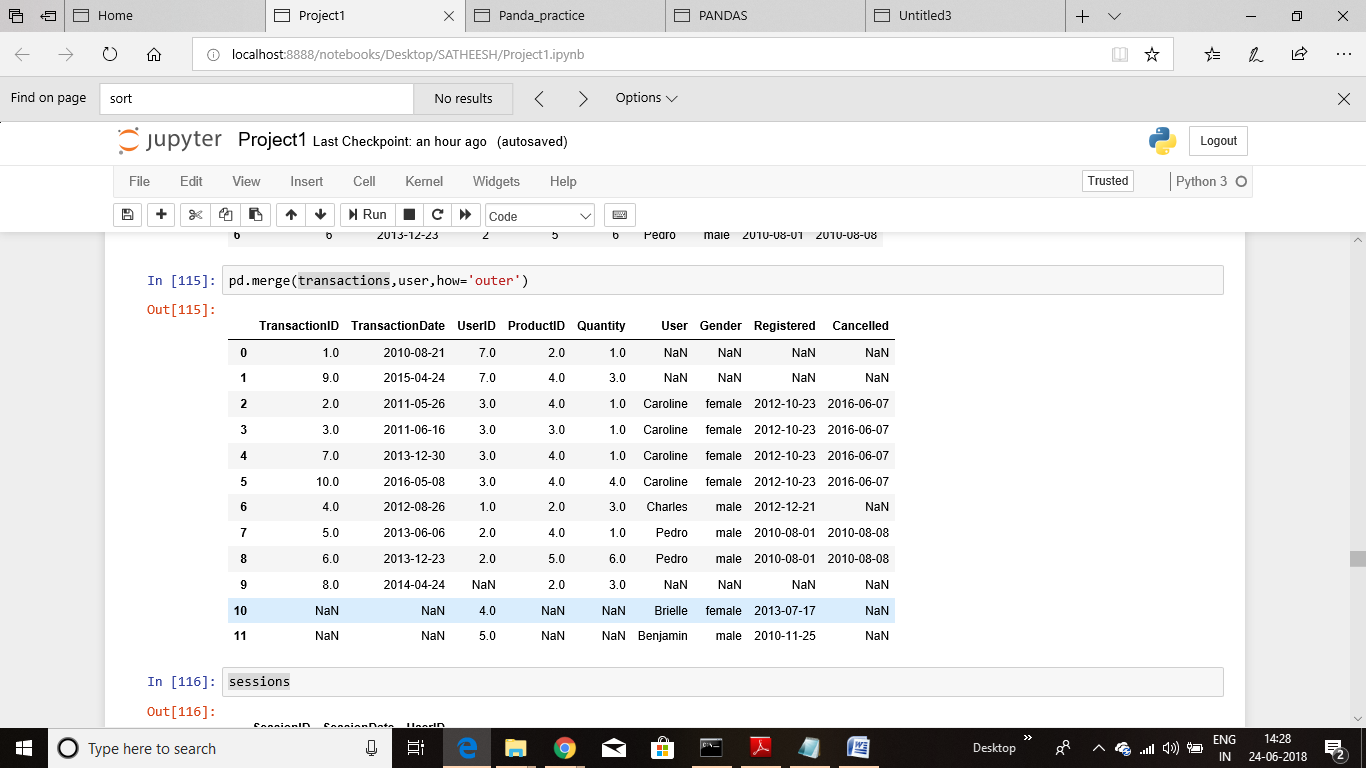 Home Project1 Panda_practice PANDAS Untitled3
localhost:8888/notebooks/Desktop/SATHEESH/Project1.ipynb
Find on page sort No results Options
jupyter Project1 Last Checkpoint: an hour ago (autosaved) Logout
File Edit View Insert Cell Kernel Widgets Help Trusted Python 3
Run Code
6 6 2013-12-23 2 5 6 Pedro male 2010-08-01 2010-08-08
In [115]: pd.merge(transactions,user,how='outer')
Out[115]:
TransactionID TransactionDate UserID ProductID Quantity User Gender Registered Cancelled
0 1.0 2010-08-21 7.0 2.0 1.0 NaN NaN NaN NaN
1 9.0 2015-04-24 7.0 4.0 3.0 NaN NaN NaN NaN
2 2.0 2011-05-26 3.0 4.0 1.0 Caroline female 2012-10-23 2016-06-07
3 3.0 2011-06-16 3.0 3.0 1.0 Caroline female 2012-10-23 2016-06-07
4 7.0 2013-12-30 3.0 4.0 1.0 Caroline female 2012-10-23 2016-06-07
5 10.0 2016-05-08 3.0 4.0 4.0 Caroline female 2012-10-23 2016-06-07
6 4.0 2012-08-26 1.0 2.0 3.0 Charles male 2012-12-21 NaN
7 5.0 2013-06-06 2.0 4.0 1.0 Pedro male 2010-08-01 2010-08-08
8 6.0 2013-12-23 2.0 5.0 6.0 Pedro male 2010-08-01 2010-08-08
9 8.0 2014-04-24 NaN 2.0 3.0 NaN NaN NaN NaN
10 NaN NaN 4.0 NaN NaN Brielle female 2013-07-17 NaN
11 NaN NaN 5.0 NaN NaN Benjamin male 2010-11-25 NaN
In [116]: sessions
Out[116]:
SessionID SessionDate UserID
Type here to search Desktop ENG 14:28
IN 24-06-2018 2